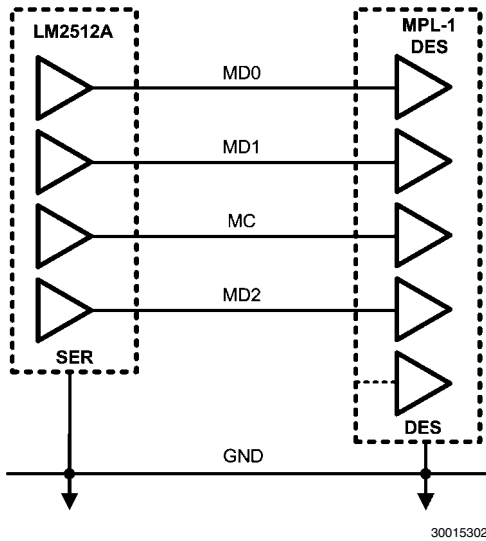 LM2512A
MPL-1
DES
MD0
MD1
MC
MD2
SER
DES
GND
30015302